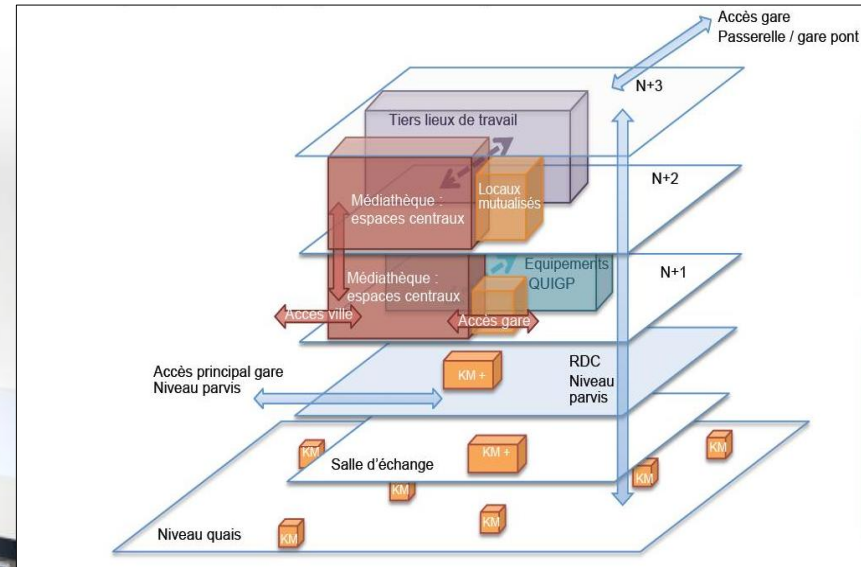 Accès gare
Passerelle / gare pont
N+3
Tiers lieux de travail
N+2
Locaux
mutualisés
Médiathèque :
espaces centraux
Equipements
QUIGP
N+1
Médiathèque :
espaces centraux
Accès ville
Accès gare
RDC
Niveau
parvis
KM +
Accès principal gare
Niveau parvis
KM
KM +
KM
Salle d'échange
KM
KM
KM
KM
Niveau quais